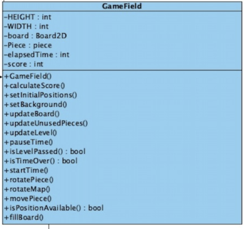 GameField
-HEIGHT : int
-WIDTH : int
-board : Board2D
-Piece : piece
-elapsedTime : int
-score : int
+GameField()
+calculateScore()
+setInitialPositions()
+setBackground()
+updateBoard()
+updateUnusedPieces()
+updateLevel()
+pauseTime()
+isLevelPassed() : bool
+isTimeOver() : bool
+startTime()
+rotatePiece()
+rotateMap()
+movePiece()
+isPositionAvailable() : bool
+fillBoard()